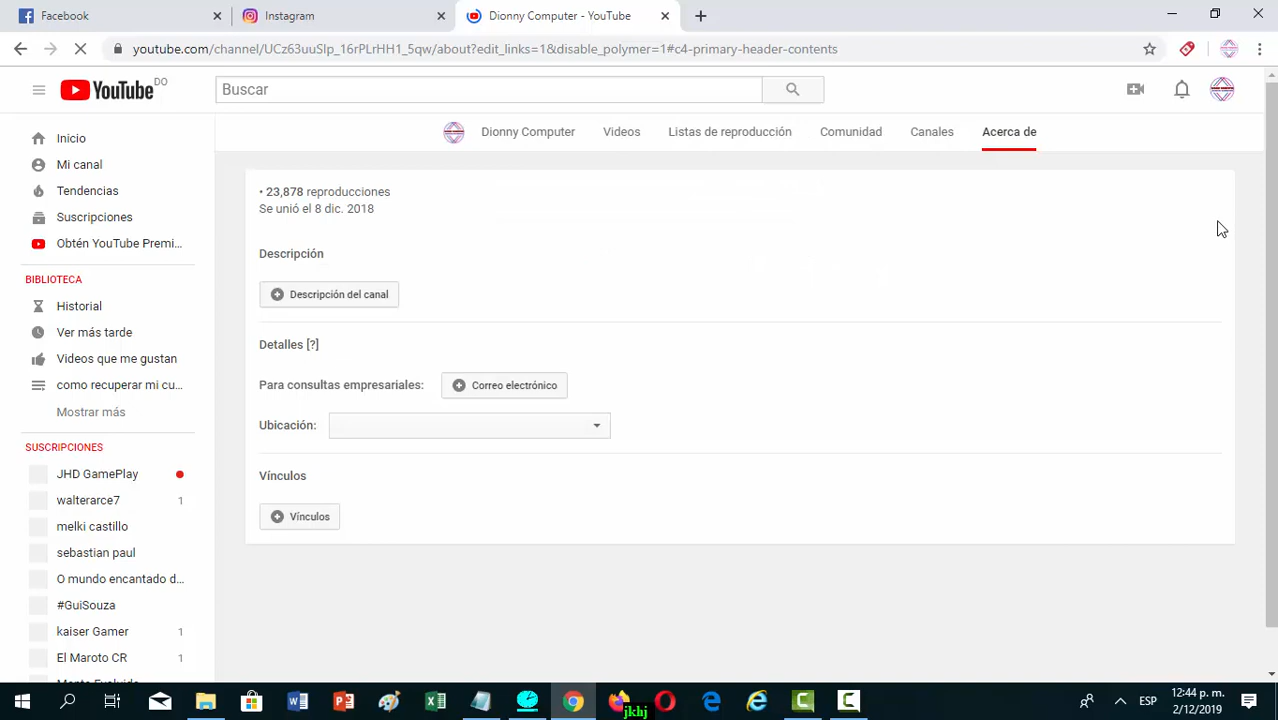 Facebook
Instagram
Dionny Computer - YouTube
youtube.com/channel/UCz63uuSIp_16rPLrHH1_5qw/about?edit_links=1&disable_polymer=1#c4-primary-header-contents
YouTube DO
Buscar
Dionny Computer Videos Listas de reproducción Comunidad Canales Acerca de
Inicio
Mi canal
Tendencias
Suscripciones
Obtén YouTube Premi...
BIBLIOTECA
Historial
Ver más tarde
Videos que me gustan
como recuperar mi cu...
Mostrar más
SUSCRIPCIONES
JHD GamePlay
walterarce7 1
melki castillo
sebastian paul
O mundo encantado d...
#GuiSouza
kaiser Gamer 1
El Maroto CR 1
• 23,878 reproducciones
Se unió el 8 dic. 2018
Descripción
Descripción del canal
Detalles [?]
Para consultas empresariales: Correo electrónico
Ubicación:
Vínculos
Vínculos
jkhj
ESP
12:44 p. m.
2/12/2019